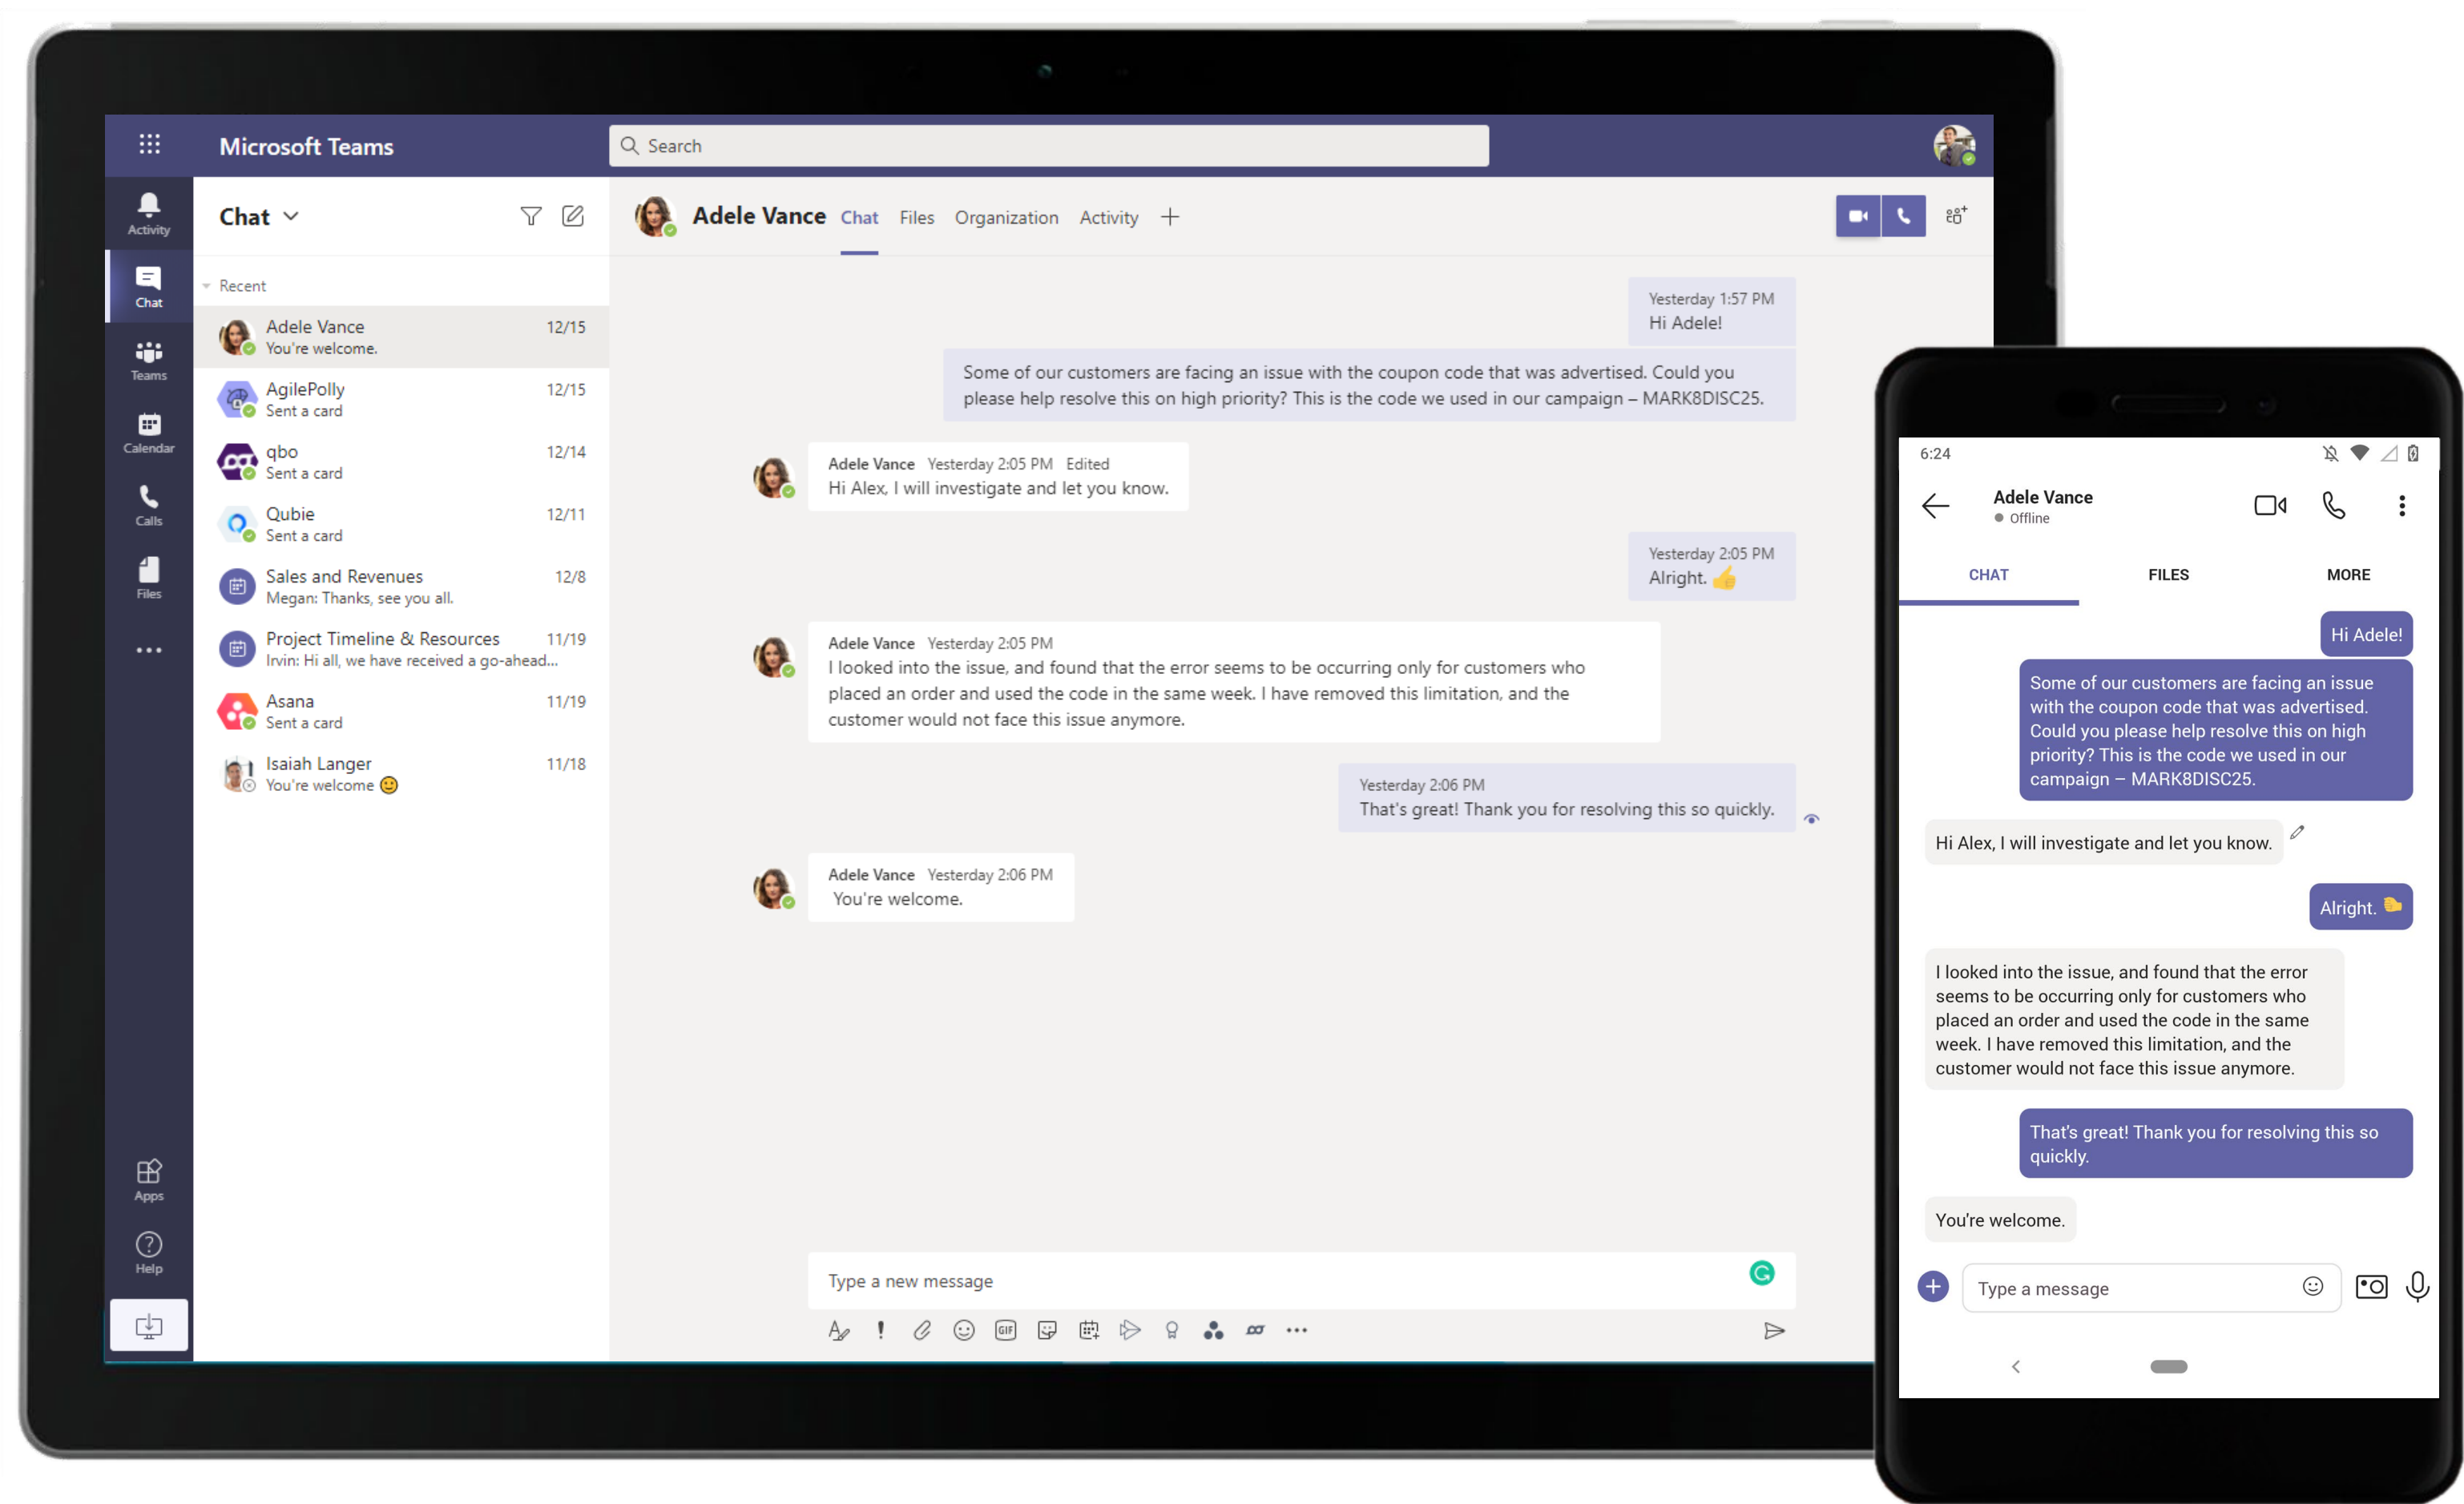 Microsoft Teams
Search
Activity
Chat
Teams
Calendar
Calls
Files
Apps
Help
Chat
Recent
Adele Vance 12/15
You're welcome.
AgilePolly 12/15
Sent a card
qbo 12/14
Sent a card
Qubie 12/11
Sent a card
Sales and Revenues 12/8
Megan: Thanks, see you all.
Project Timeline & Resources 11/19
Irvin: Hi all, we have received a go-ahead...
Asana 11/19
Sent a card
Isaiah Langer 11/18
You're welcome 🙂
Adele Vance Chat Files Organization Activity
Yesterday 1:57 PM
Hi Adele!
Some of our customers are facing an issue with the coupon code that was advertised. Could you
please help resolve this on high priority? This is the code we used in our campaign – MARK8DISC25.
Adele Vance Yesterday 2:05 PM Edited
Hi Alex, I will investigate and let you know.
Yesterday 2:05 PM
Alright. 👍
Adele Vance Yesterday 2:05 PM
I looked into the issue, and found that the error seems to be occurring only for customers who
placed an order and used the code in the same week. I have removed this limitation, and the
customer would not face this issue anymore.
Yesterday 2:06 PM
That's great! Thank you for resolving this so quickly.
Adele Vance Yesterday 2:06 PM
You're welcome.
Type a new message
GIF
6:24
Adele Vance
Offline
CHAT FILES MORE
Hi Adele!
Some of our customers are facing an issue
with the coupon code that was advertised.
Could you please help resolve this on high
priority? This is the code we used in our
campaign – MARK8DISC25.
Hi Alex, I will investigate and let you know.
Alright.
I looked into the issue, and found that the error
seems to be occurring only for customers who
placed an order and used the code in the same
week. I have removed this limitation, and the
customer would not face this issue anymore.
That's great! Thank you for resolving this so
quickly.
You're welcome.
Type a message